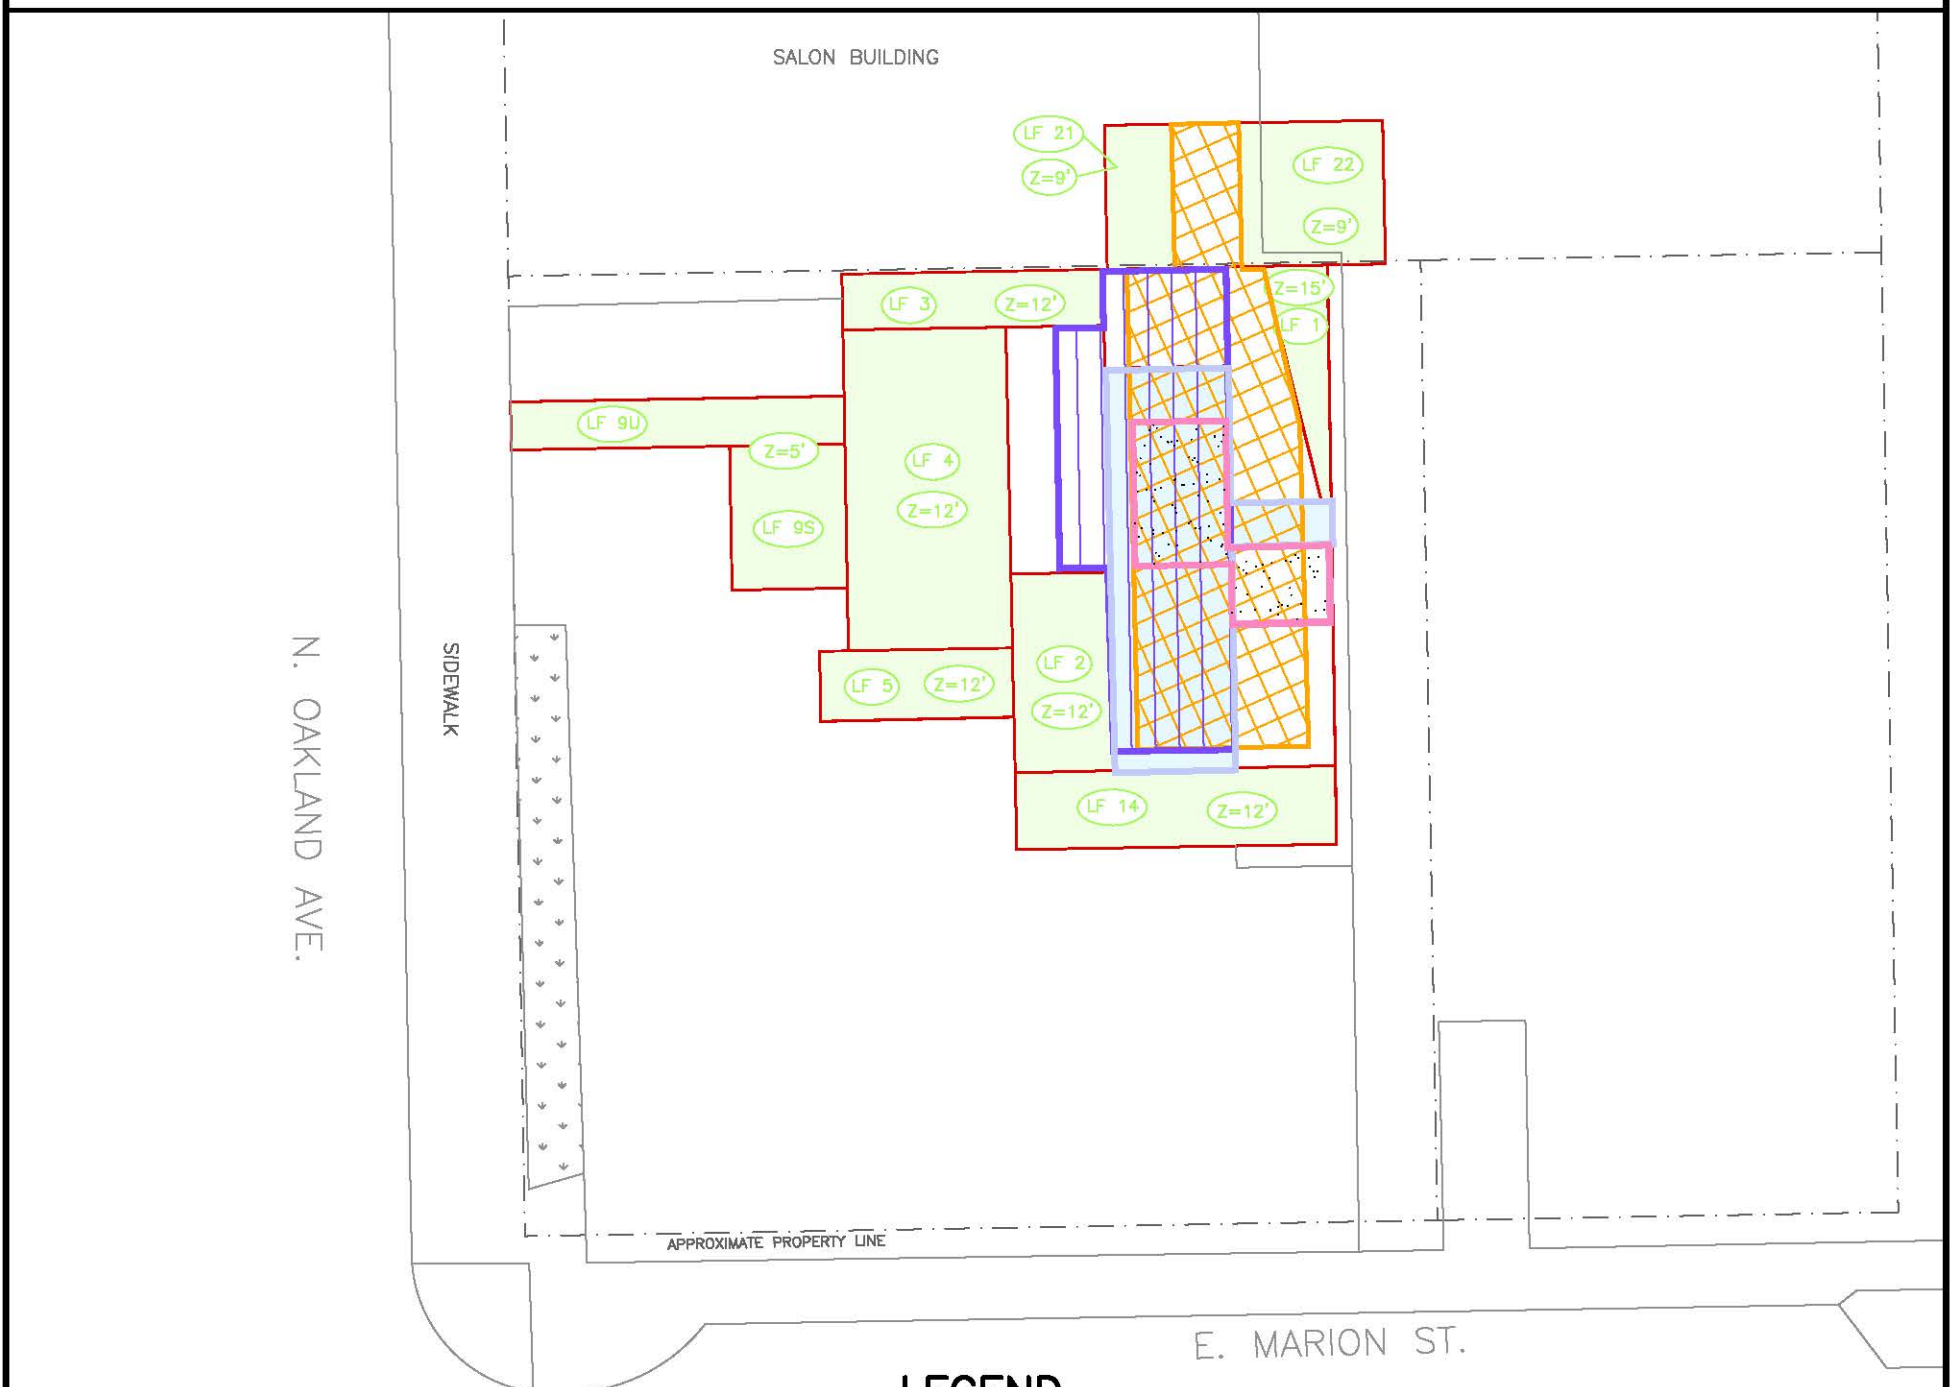 SALON BUILDING
LF 21
LF 22
Z=9'
Z=9'
Z=15'
LF 3
Z=12'
LF 1
LF 9U
Z=5'
LF 4
Z=12'
LF 9S
N. OAKLAND AVE.
SIDEWALK
LF 2
LF 5
Z=12'
Z=12'
LF 14
Z=12'
APPROXIMATE PROPERTY LINE
E. MARION ST.
LEGEND